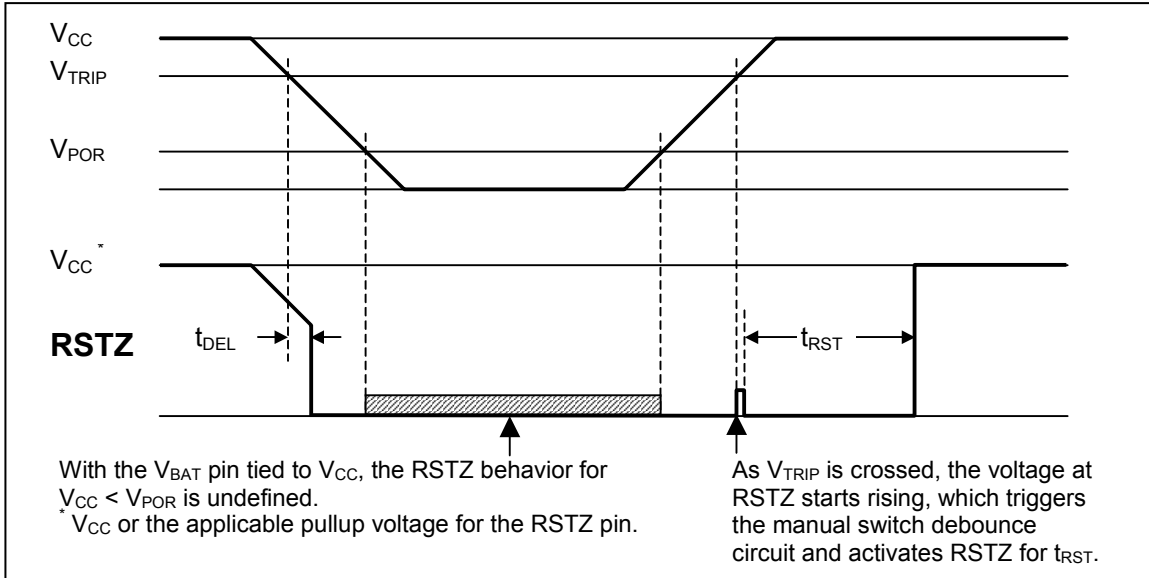 VCC
VTRIP
VPOR
VCC *
RSTZ
tDEL
tRST
With the VBAT pin tied to VCC, the RSTZ behavior for
VCC < VPOR is undefined.
* VCC or the applicable pullup voltage for the RSTZ pin.
As VTRIP is crossed, the voltage at
RSTZ starts rising, which triggers
the manual switch debounce
circuit and activates RSTZ for tRST.